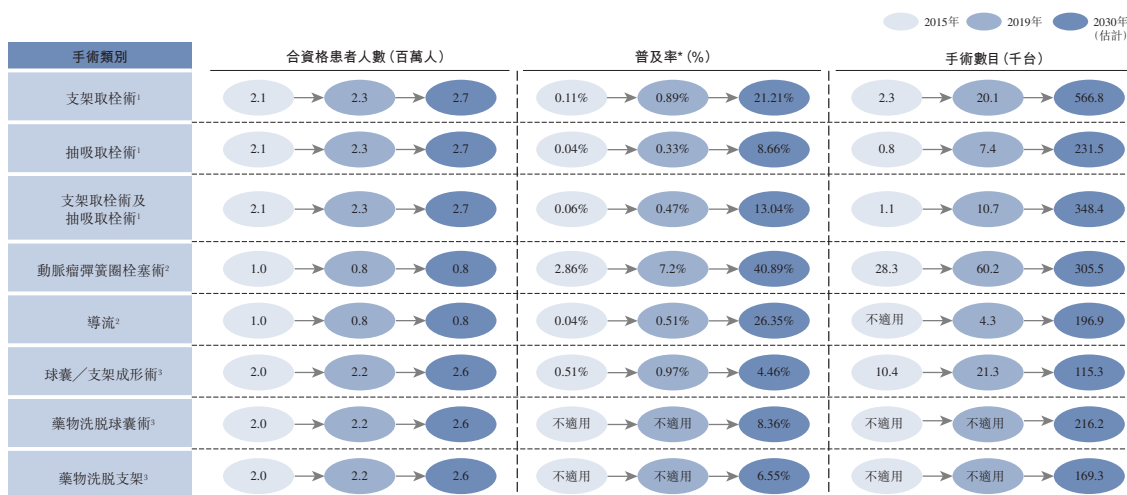 2015年 2019年 2030年
(估計)
手術類別 合資格患者人數(百萬人) 普及率*(%) 手術數目(千台)
支架取栓術¹ 2.1 2.3 2.7 0.11% 0.89% 21.21% 2.3 20.1 566.8
抽吸取栓術¹ 2.1 2.3 2.7 0.04% 0.33% 8.66% 0.8 7.4 231.5
支架取栓術及
抽吸取栓術¹ 2.1 2.3 2.7 0.06% 0.47% 13.04% 1.1 10.7 348.4
動脈瘤彈簧圈栓塞術² 1.0 0.8 0.8 2.86% 7.2% 40.89% 28.3 60.2 305.5
導流² 1.0 0.8 0.8 0.04% 0.51% 26.35% 不適用 4.3 196.9
球囊／支架成形術³ 2.0 2.2 2.6 0.51% 0.97% 4.46% 10.4 21.3 115.3
藥物洗脫球囊術³ 2.0 2.2 2.6 不適用 不適用 8.36% 不適用 不適用 216.2
藥物洗脫支架³ 2.0 2.2 2.6 不適用 不適用 6.55% 不適用 不適用 169.3